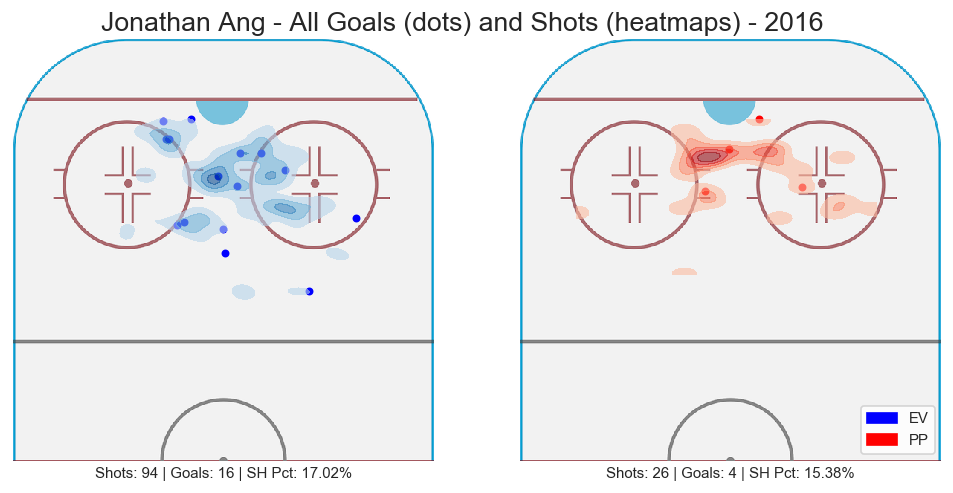 Jonathan Ang - All Goals (dots) and Shots (heatmaps) - 2016
EV
PP
Shots: 94 | Goals: 16 | SH Pct: 17.02%
Shots: 26 | Goals: 4 | SH Pct: 15.38%